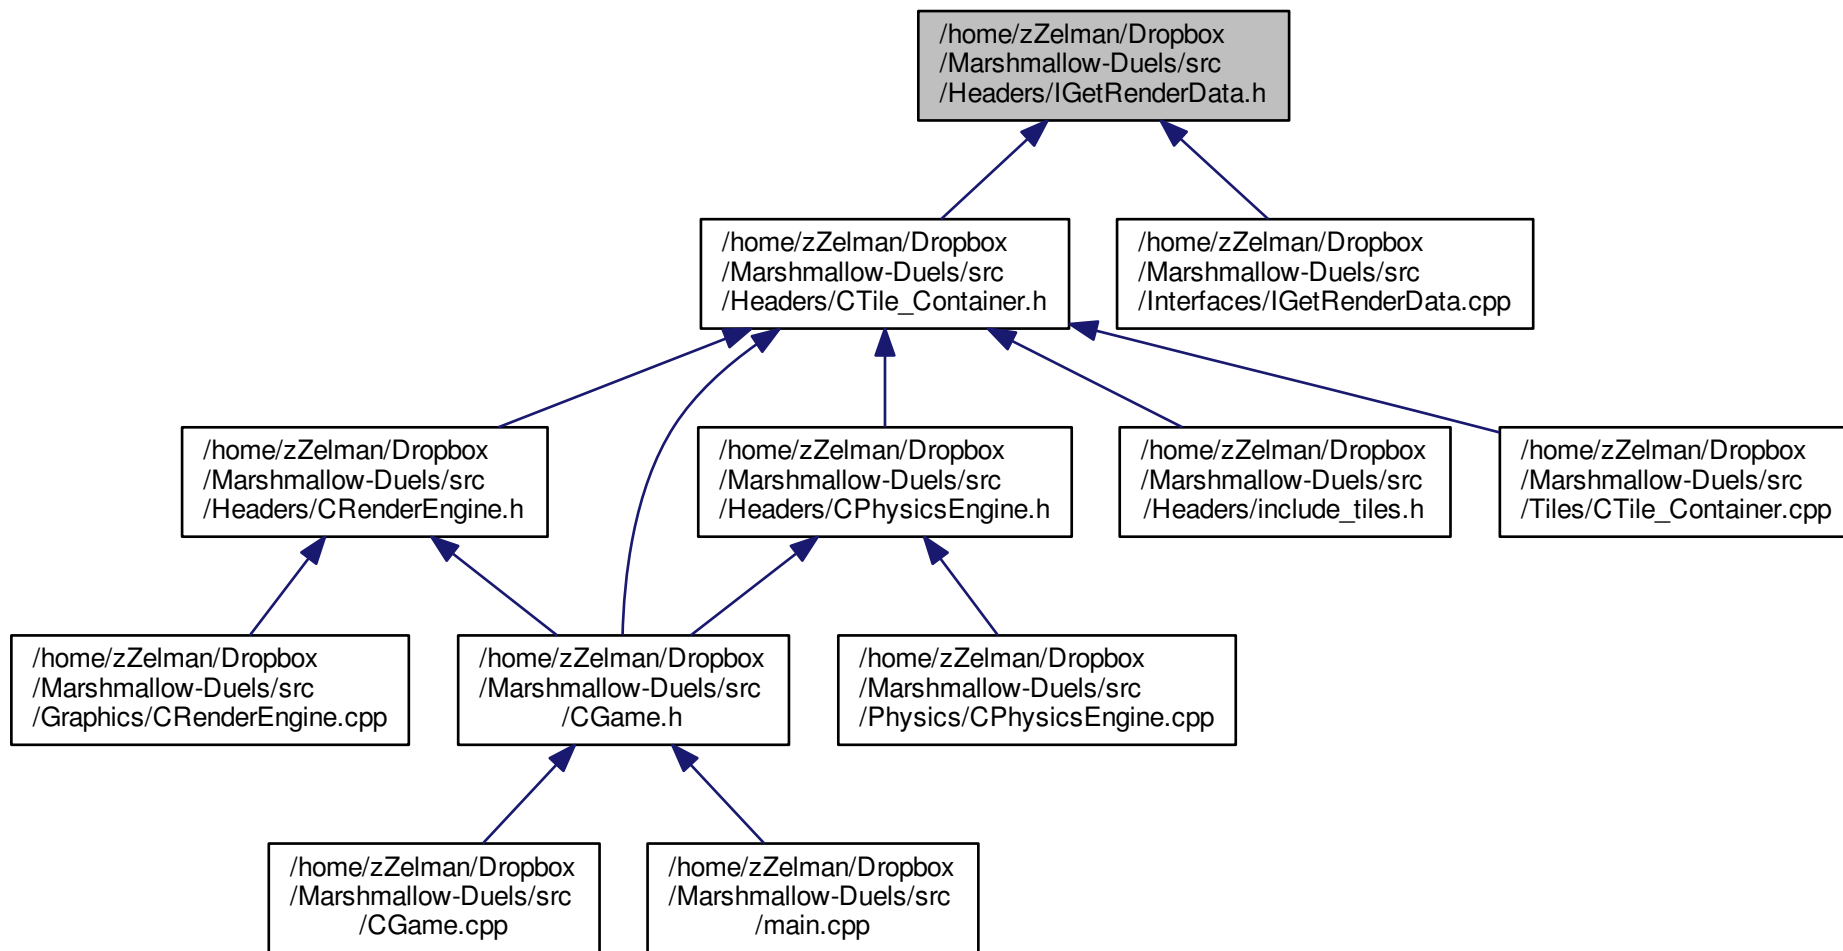 /home/zZelman/Dropbox
/Marshmallow-Duels/src
/Headers/IGetRenderData.h
/home/zZelman/Dropbox
/Marshmallow-Duels/src
/Headers/CTile_Container.h
/home/zZelman/Dropbox
/Marshmallow-Duels/src
/Interfaces/IGetRenderData.cpp
/home/zZelman/Dropbox
/Marshmallow-Duels/src
/Headers/CRenderEngine.h
/home/zZelman/Dropbox
/Marshmallow-Duels/src
/Headers/CPhysicsEngine.h
/home/zZelman/Dropbox
/Marshmallow-Duels/src
/Headers/include_tiles.h
/home/zZelman/Dropbox
/Marshmallow-Duels/src
/Tiles/CTile_Container.cpp
/home/zZelman/Dropbox
/Marshmallow-Duels/src
/Graphics/CRenderEngine.cpp
/home/zZelman/Dropbox
/Marshmallow-Duels/src
/CGame.h
/home/zZelman/Dropbox
/Marshmallow-Duels/src
/Physics/CPhysicsEngine.cpp
/home/zZelman/Dropbox
/Marshmallow-Duels/src
/CGame.cpp
/home/zZelman/Dropbox
/Marshmallow-Duels/src
/main.cpp